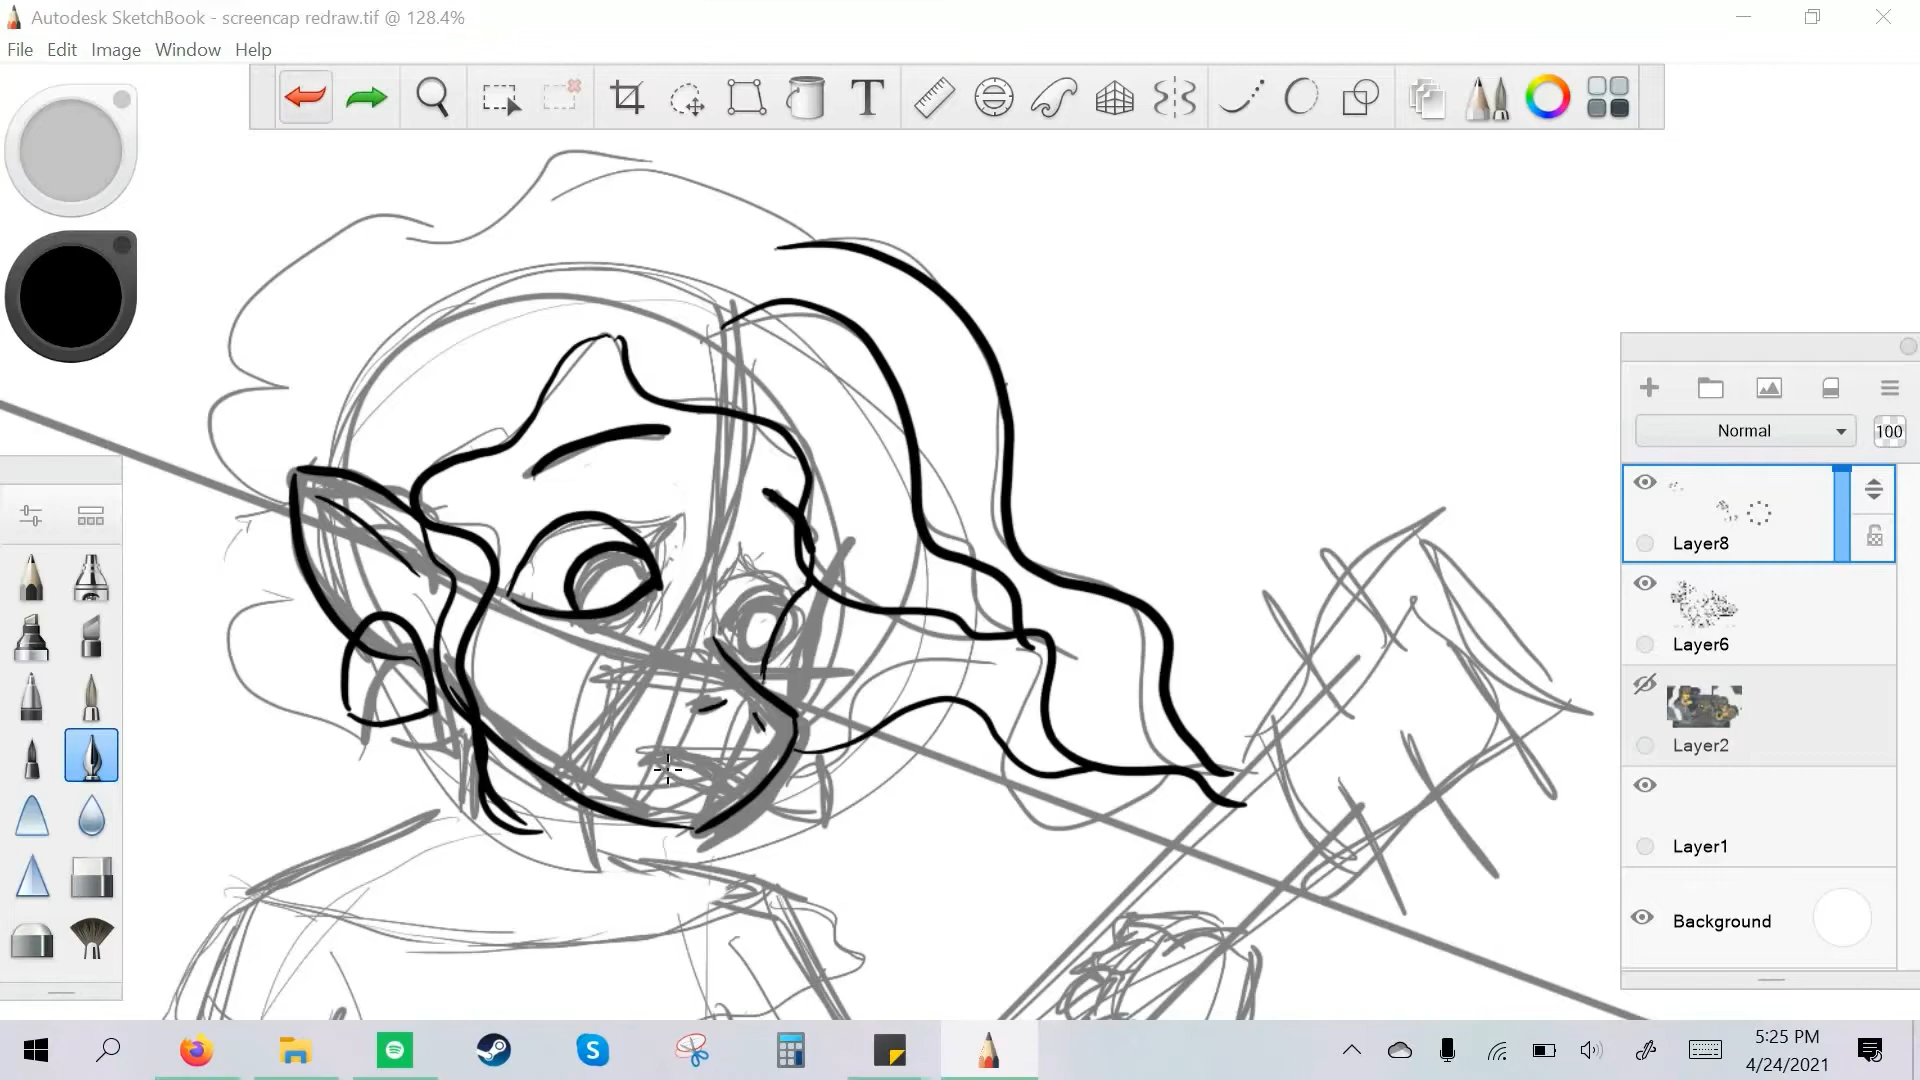 Autodesk SketchBook - screencap redraw.tif @ 128.4%
File Edit Image Window Help
T
Normal 100
Layer8
Layer6
Layer2
Layer1
Background
S
5:25 PM
4/24/2021